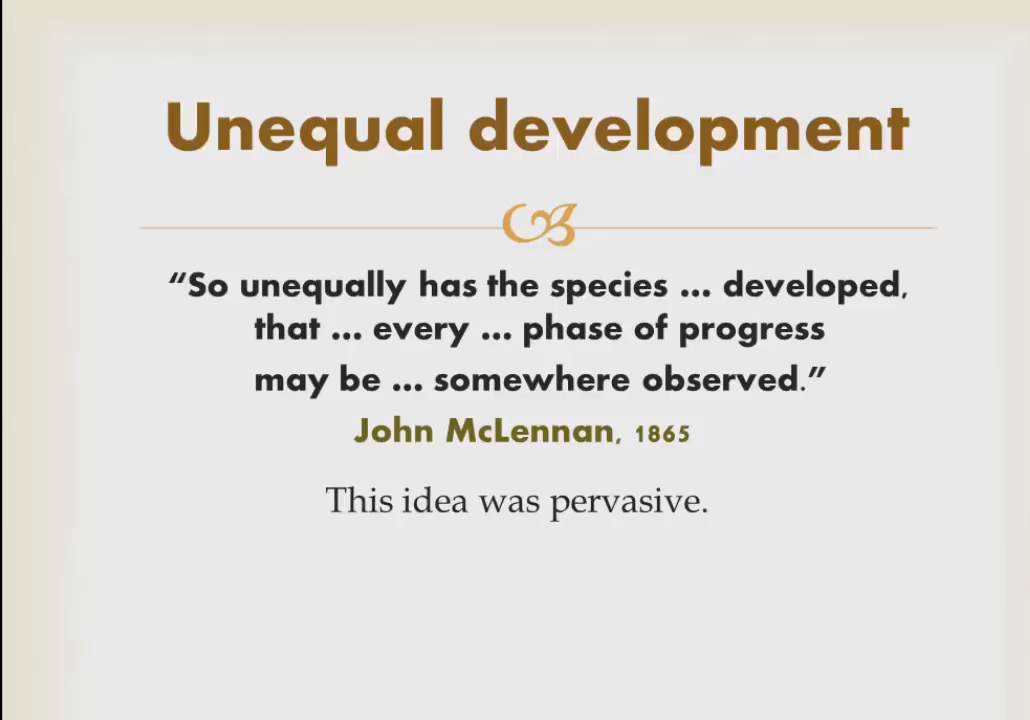 Unequal development
“So unequally has the species ... developed,
that ... every ... phase of progress
may be ... somewhere observed.”
John McLennan, 1865
This idea was pervasive.